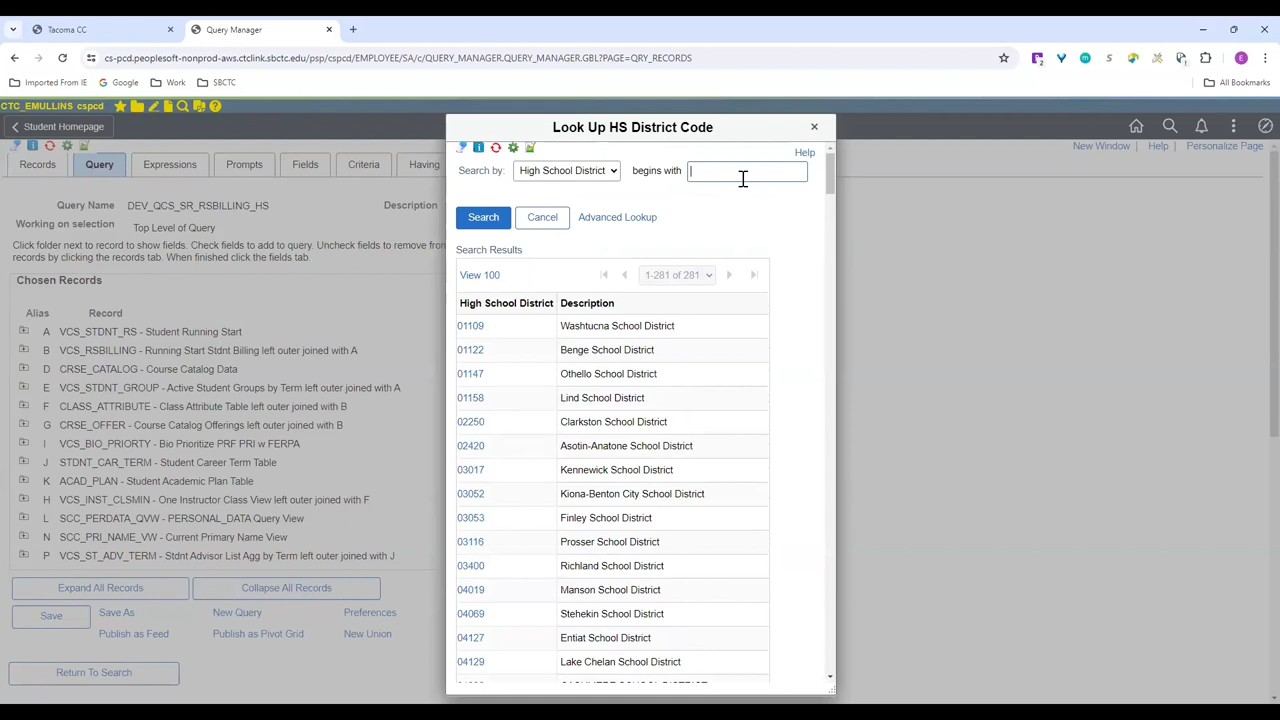 Tacoma CC
Query Manager
cs-pcd.peoplesoft-nonprod-aws.ctclink.sbctc.edu/psp/cspcd/EMPLOYEE/SA/c/QUERY_MANAGER.QUERY_MANAGER.GBL?PAGE=QRY_RECORDS
Imported From IE
Google
Work
SBCTC
All Bookmarks
CTC_EMULLINS cspcd
Student Homepage
New Window | Help | Personalize Page
Records
Query
Expressions
Prompts
Fields
Criteria
Having
Query Name DEV_QCS_SR_RSBILLING_HS Description
Working on selection Top Level of Query
Click folder next to record to show fields. Check fields to add to query. Uncheck fields to remove from
records by clicking the records tab. When finished click the fields tab.
Chosen Records
Alias Record
A VCS_STDNT_RS - Student Running Start
B VCS_RSBILLING - Running Start Stdnt Billing left outer joined with A
D CRSE_CATALOG - Course Catalog Data
E VCS_STDNT_GROUP - Active Student Groups by Term left outer joined with A
F CLASS_ATTRIBUTE - Class Attribute Table left outer joined with B
G CRSE_OFFER - Course Catalog Offerings left outer joined with B
I VCS_BIO_PRIORTY - Bio Prioritize PRF PRI w FERPA
J STDNT_CAR_TERM - Student Career Term Table
K ACAD_PLAN - Student Academic Plan Table
H VCS_INST_CLSMIN - One Instructor Class View left outer joined with F
L SCC_PERDATA_QVW - PERSONAL_DATA Query View
N SCC_PRI_NAME_VW - Current Primary Name View
P VCS_ST_ADV_TERM - Stdnt Advisor List Agg by Term left outer joined with J
Expand All Records
Collapse All Records
Save
Save As
New Query
Preferences
Publish as Feed
Publish as Pivot Grid
New Union
Return To Search
Look Up HS District Code
Help
Search by: High School District begins with
Search
Cancel
Advanced Lookup
Search Results
View 100 1-281 of 281
High School District Description
01109 Washtucna School District
01122 Benge School District
01147 Othello School District
01158 Lind School District
02250 Clarkston School District
02420 Asotin-Anatone School District
03017 Kennewick School District
03052 Kiona-Benton City School District
03053 Finley School District
03116 Prosser School District
03400 Richland School District
04019 Manson School District
04069 Stehekin School District
04127 Entiat School District
04129 Lake Chelan School District